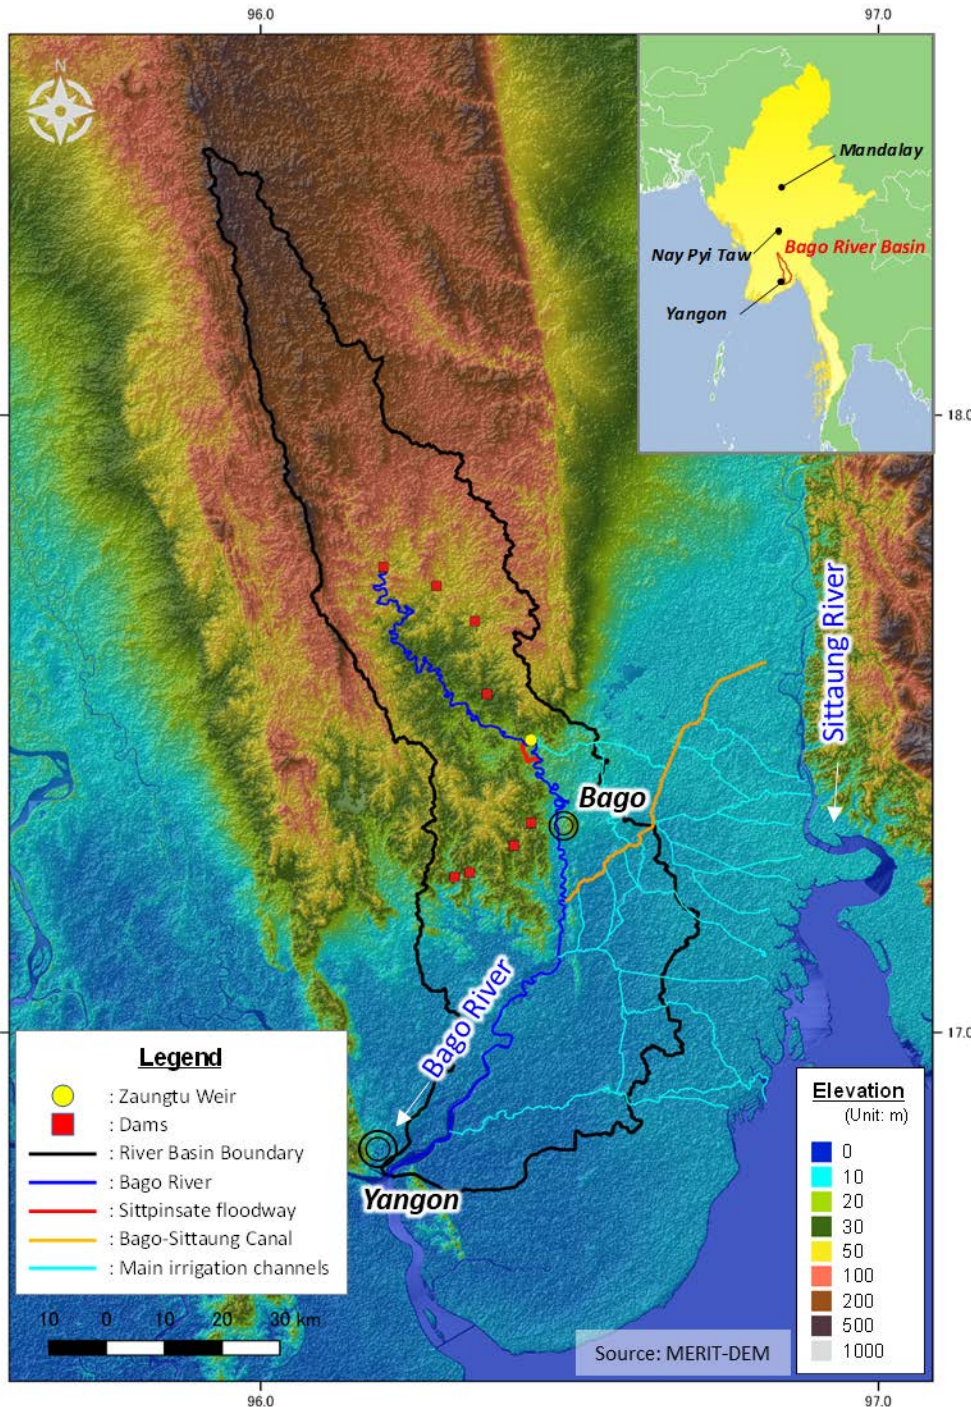 96.0
97.0
N
Mandalay
Nay Pyi Taw
Bago River Basin
Yangon
18.0
Sittaung River
Bago
17.0
Bago River
Yangon
Legend
: Zaungtu Weir
: Dams
: River Basin Boundary
: Bago River
: Sittpinsate floodway
: Bago-Sittaung Canal
: Main irrigation channels
10 0 10 20 30 km
Elevation
(Unit: m)
0
10
20
30
50
100
200
500
1000
Source: MERIT-DEM
96.0
97.0